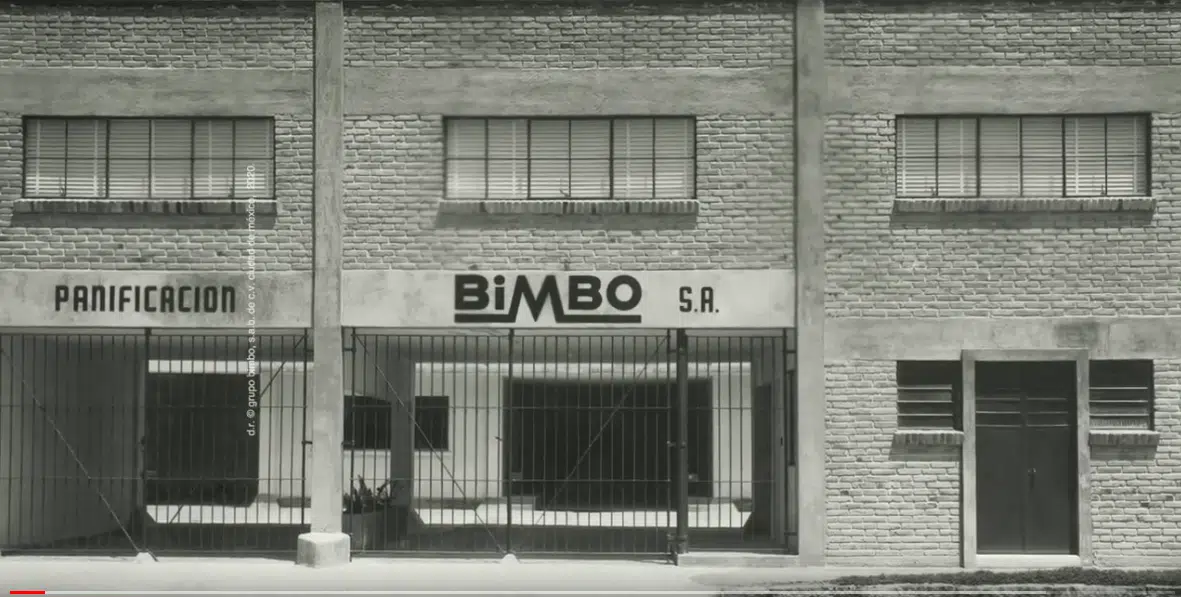 PANIFICACION
BiMBO S.A.
d.r. © grupo bimbo, s.a.b. de c.v. ciudad de méxico, 2020.